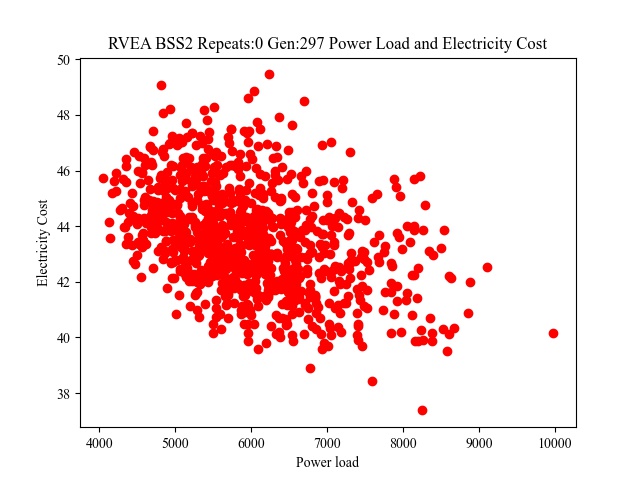 RVEA BSS2 Repeats:0 Gen:297 Power Load and Electricity Cost
50
48
46
44
42
40
38
Electricity Cost
4000 5000 6000 7000 8000 9000 10000
Power load